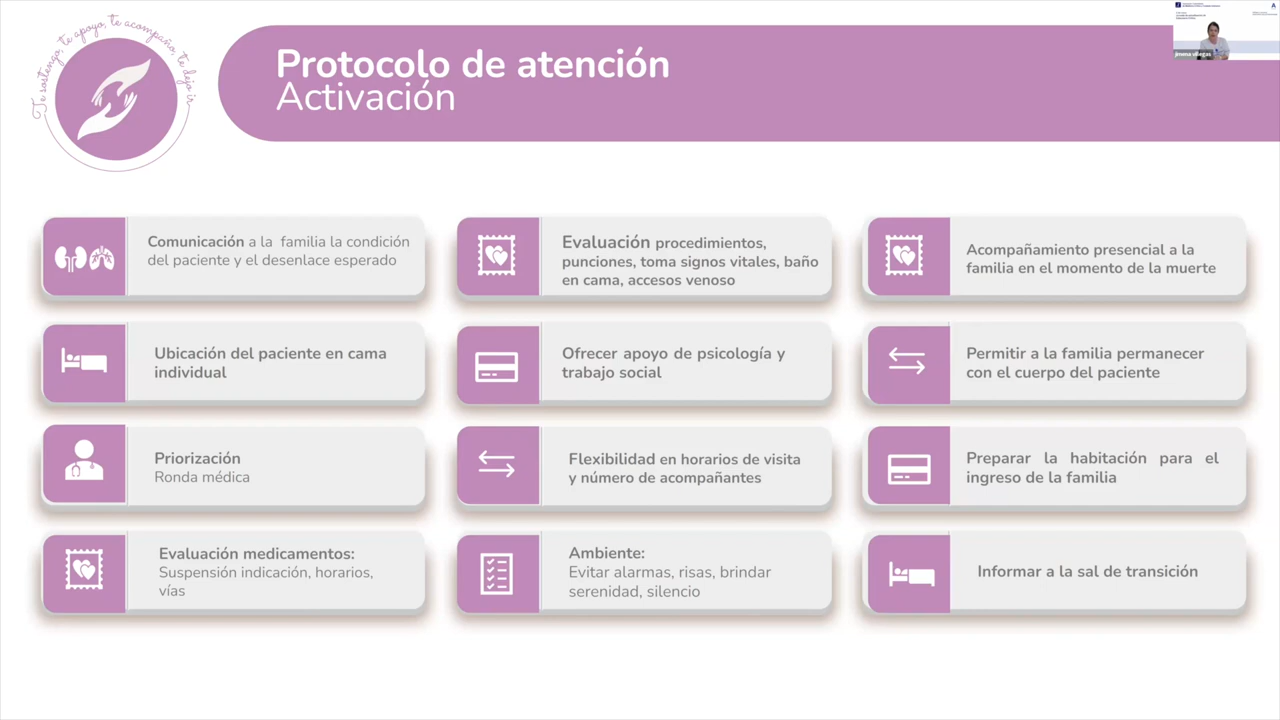 Te sostengo, te apoyo, te acompaño, te dejo ir
Protocolo de atención
Activación
jimena villegas
Comunicación a la familia la condición
del paciente y el desenlace esperado
Ubicación del paciente en cama
individual
Priorización
Ronda médica
Evaluación medicamentos:
Suspensión indicación, horarios,
vías
Evaluación procedimientos,
punciones, toma signos vitales, baño
en cama, accesos venoso
Ofrecer apoyo de psicología y
trabajo social
Flexibilidad en horarios de visita
y número de acompañantes
Ambiente:
Evitar alarmas, risas, brindar
serenidad, silencio
Acompañamiento presencial a la
familia en el momento de la muerte
Permitir a la familia permanecer
con el cuerpo del paciente
Preparar la habitación para el
ingreso de la familia
Informar a la sal de transición